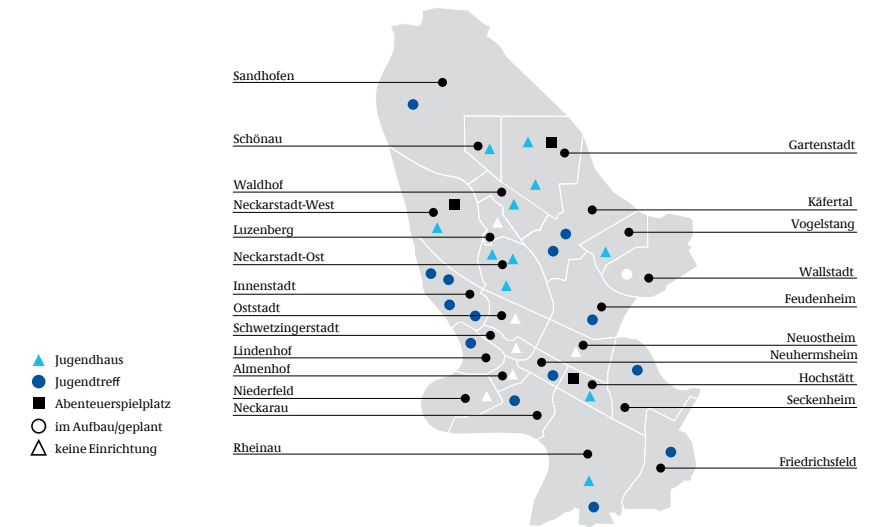 Sandhofen
Schönau
Waldhof
Neckarstadt-West
Luzenberg
Neckarstadt-Ost
Innenstadt
Oststadt
Schwetzingerstadt
Lindenhof
Almenhof
Niederfeld
Neckarau
Rheinau
Gartenstadt
Käfertal
Vogelstang
Wallstadt
Feudenheim
Neuostheim
Neuhermsheim
Hochstätt
Seckenheim
Friedrichsfeld
Jugendhaus
Jugendtreff
Abenteuerspielplatz
im Aufbau/geplant
keine Einrichtung